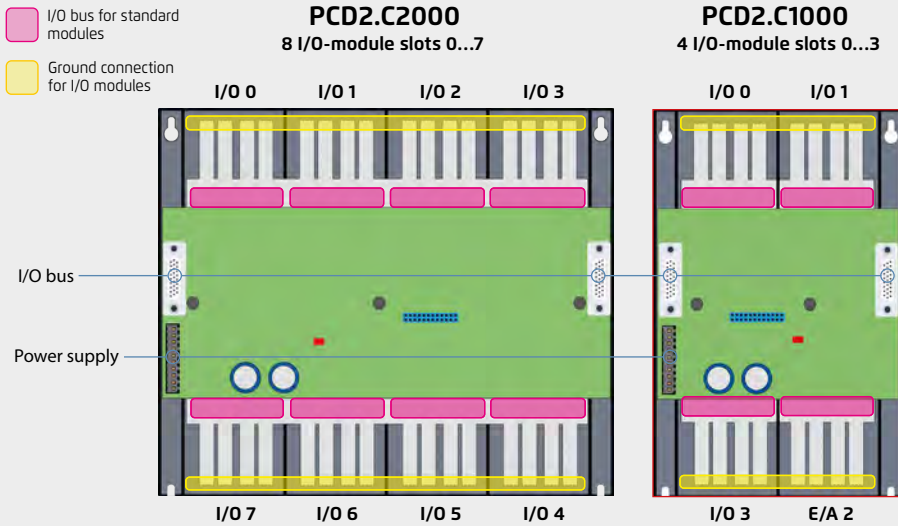 I/O bus for standard
modules
Ground connection
for I/O modules
PCD2.C2000
8 I/O-module slots 0...7
PCD2.C1000
4 I/O-module slots 0...3
I/O 0 I/O 1 I/O 2 I/O 3
I/O 0 I/O 1
I/O bus
Power supply
I/O 7 I/O 6 I/O 5 I/O 4
I/O 3 E/A 2